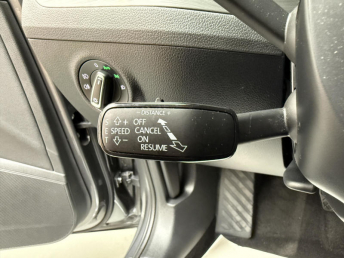 - DISTANCE +
+ OFF
SPEED CANCEL
- ON
RESUME